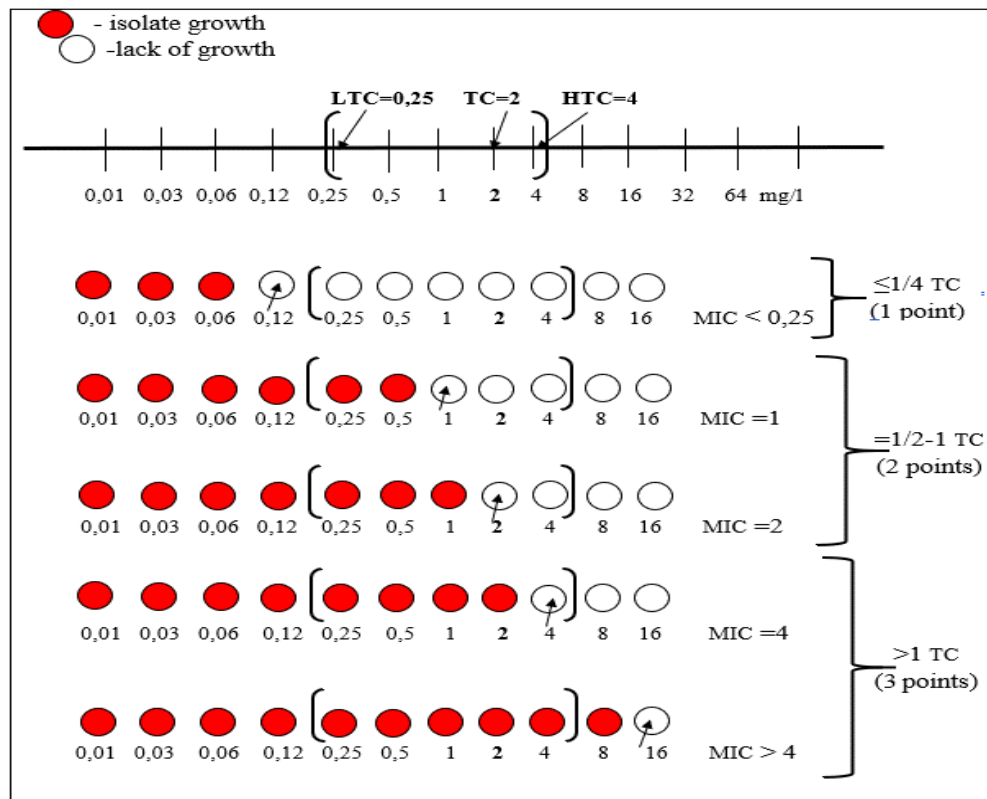 - isolate growth
-lack of growth
LTC=0,25 TC=2 HTC=4
0,01 0,03 0,06 0,12 0,25 0,5 1 2 4 8 16 32 64 mg/l
0,01 0,03 0,06 0,12 0,25 0,5 1 2 4 8 16 MIC < 0,25
≤1/4 TC
(1 point)
0,01 0,03 0,06 0,12 0,25 0,5 1 2 4 8 16 MIC =1
=1/2-1 TC
(2 points)
0,01 0,03 0,06 0,12 0,25 0,5 1 2 4 8 16 MIC =2
0,01 0,03 0,06 0,12 0,25 0,5 1 2 4 8 16 MIC =4
>1 TC
(3 points)
0,01 0,03 0,06 0,12 0,25 0,5 1 2 4 8 16 MIC > 4